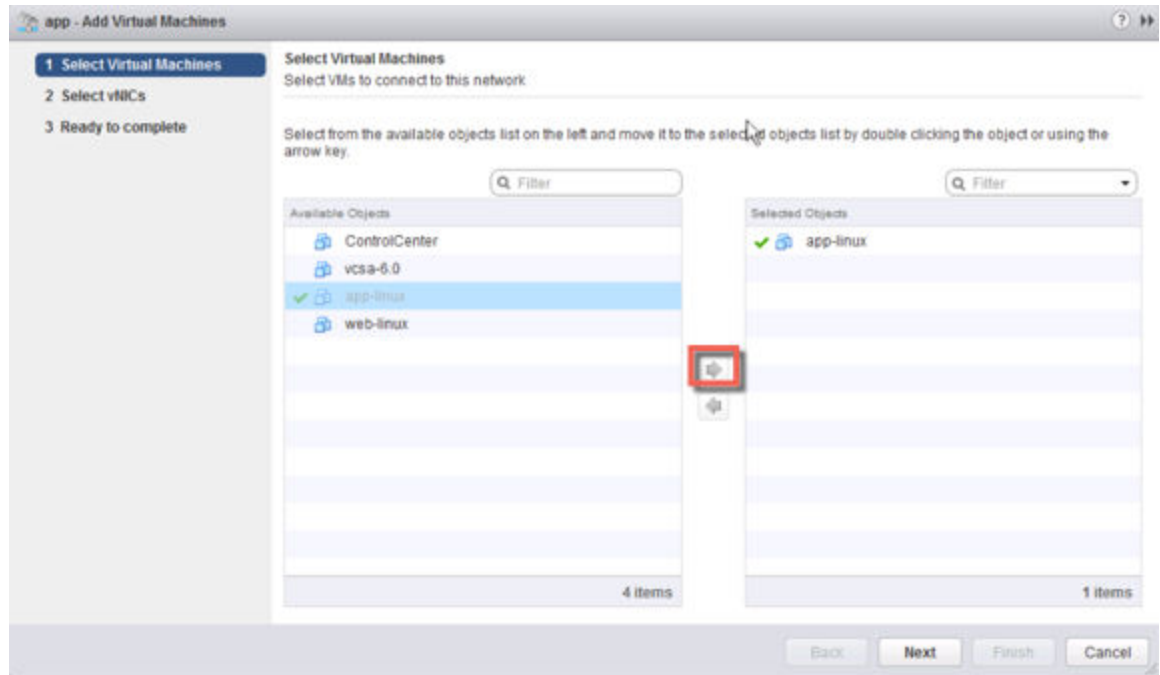 app - Add Virtual Machines
?
1 Select Virtual Machines
2 Select vNICs
3 Ready to complete
Select Virtual Machines
Select VMs to connect to this network
Select from the available objects list on the left and move it to the selected objects list by double clicking the object or using the
arrow key.
Filter
Filter
Available Objects
ControlCenter
vcsa-6.0
app-linux
web-linux
4 items
Selected Objects
app-linux
1 items
Back
Next
Finish
Cancel